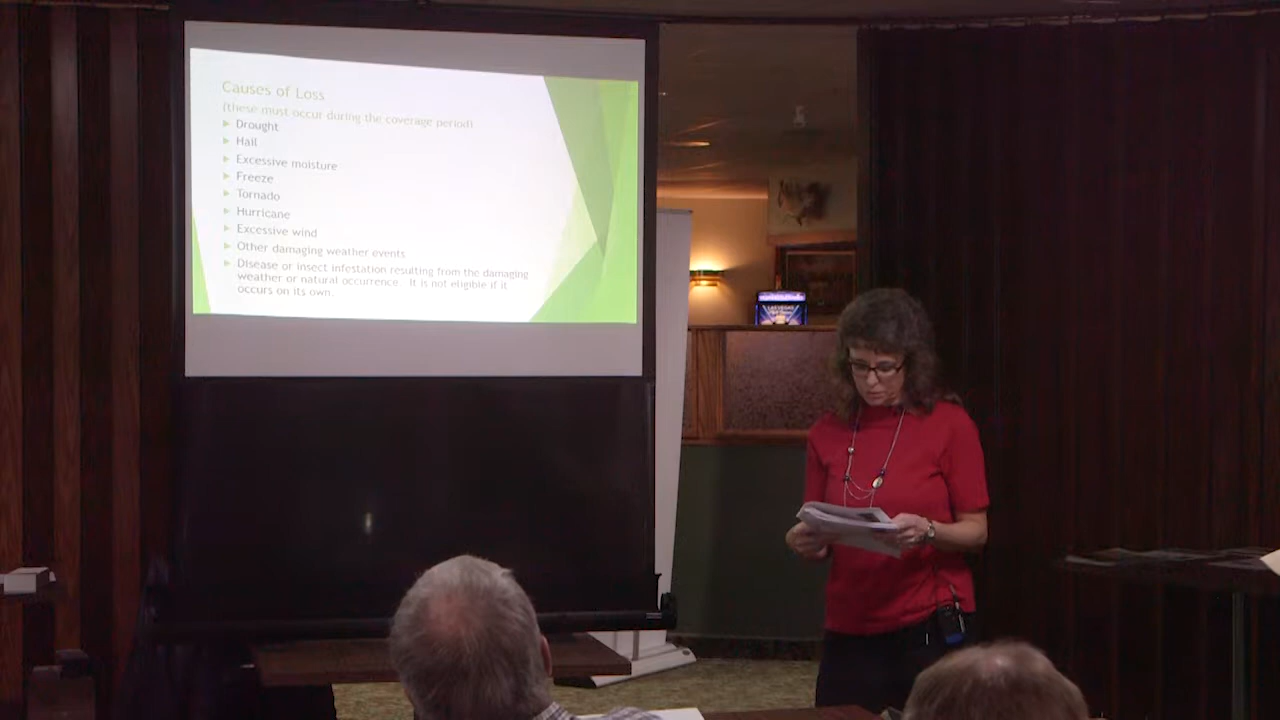 Causes of Loss
(these must occur during the coverage period)
Drought
Hail
Excessive moisture
Freeze
Tornado
Hurricane
Excessive wind
Other damaging weather events
Disease or insect infestation resulting from the damaging
weather or natural occurrence. It is not eligible if it
occurs on its own.
LAS VEGAS